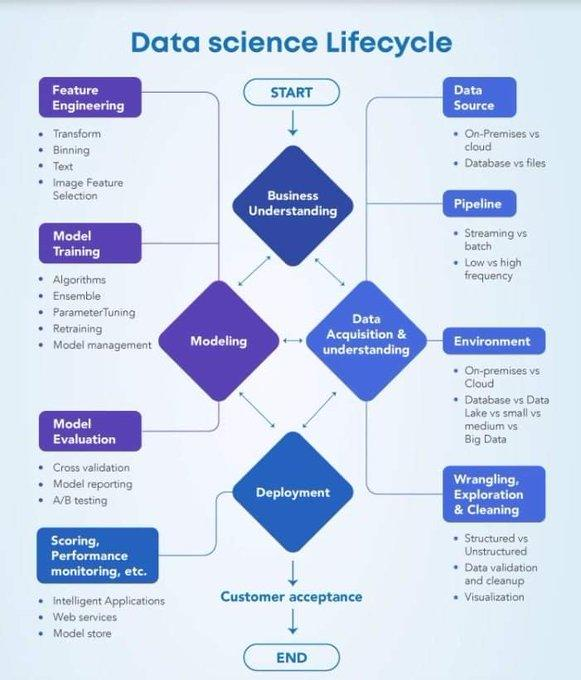 Data science Lifecycle
START
Business
Understanding
Modeling
Data
Acquisition &
understanding
Deployment
Customer acceptance
END
Feature
Engineering
Transform
Binning
Text
Image Feature
Selection
Model
Training
Algorithms
Ensemble
ParameterTuning
Retraining
Model management
Model
Evaluation
Cross validation
Model reporting
A/B testing
Scoring,
Performance
monitoring, etc.
Intelligent Applications
Web services
Model store
Data
Source
On-Premises vs
cloud
Database vs files
Pipeline
Streaming vs
batch
Low vs high
frequency
Environment
On-premises vs
Cloud
Database vs Data
Lake vs small vs
medium vs
Big Data
Wrangling,
Exploration
& Cleaning
Structured vs
Unstructured
Data validation
and cleanup
Visualization